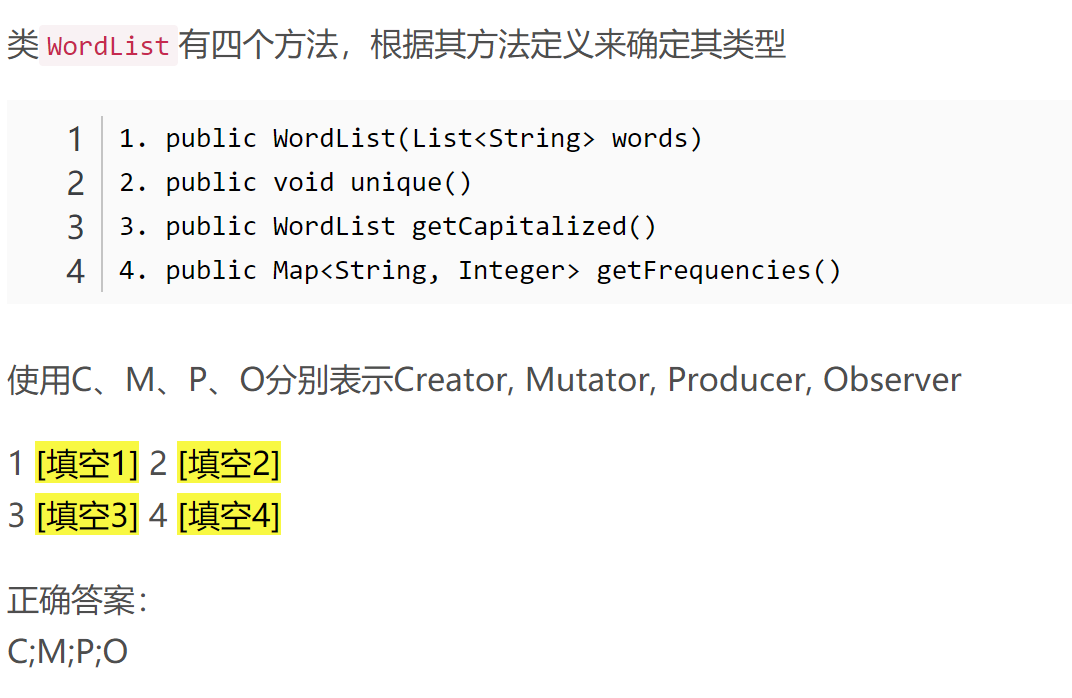 类WordList有四个方法，根据其方法定义来确定其类型
1 1. public WordList(List<String> words)
2 2. public void unique()
3 3. public WordList getCapitalized()
4 4. public Map<String, Integer> getFrequencies()
使用C、M、P、O分别表示Creator, Mutator, Producer, Observer
1 [填空1] 2 [填空2]
3 [填空3] 4 [填空4]
正确答案：
C;M;P;O